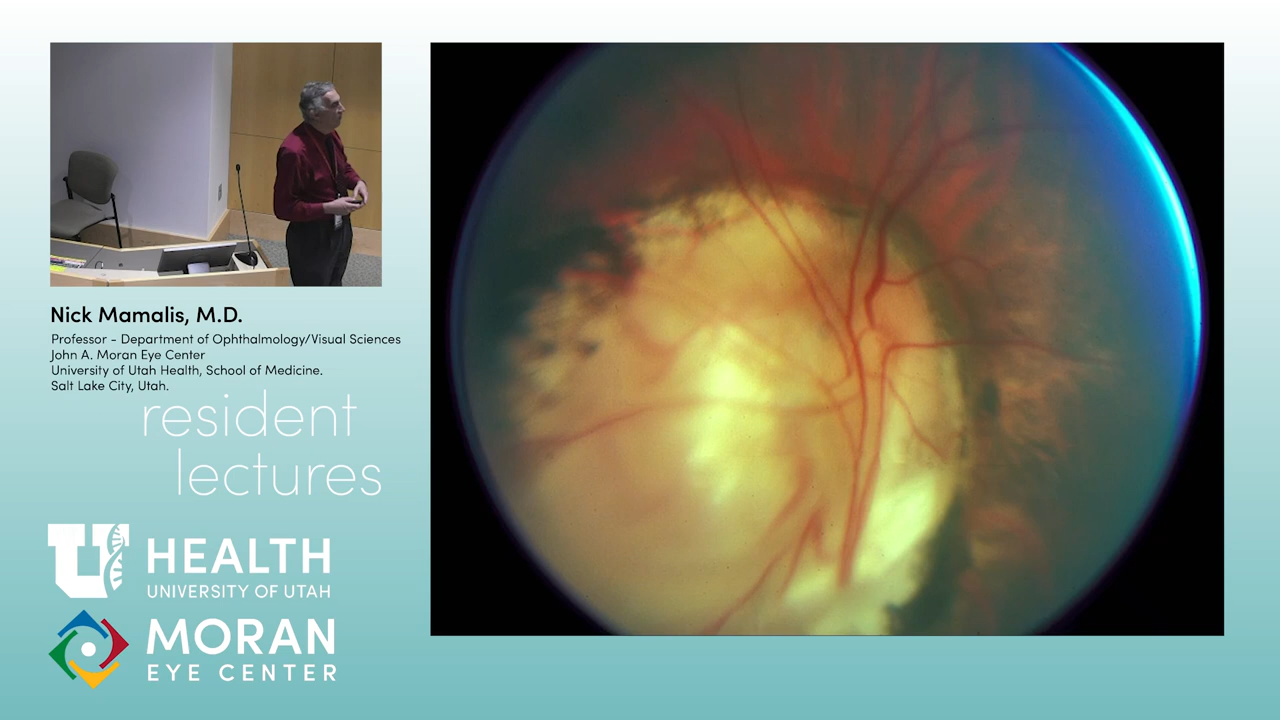 Nick Mamalis, M.D.
Professor - Department of Ophthalmology/Visual Sciences
John A. Moran Eye Center
University of Utah Health, School of Medicine.
Salt Lake City, Utah.
resident
lectures
U HEALTH
UNIVERSITY OF UTAH
MORAN
EYE CENTER